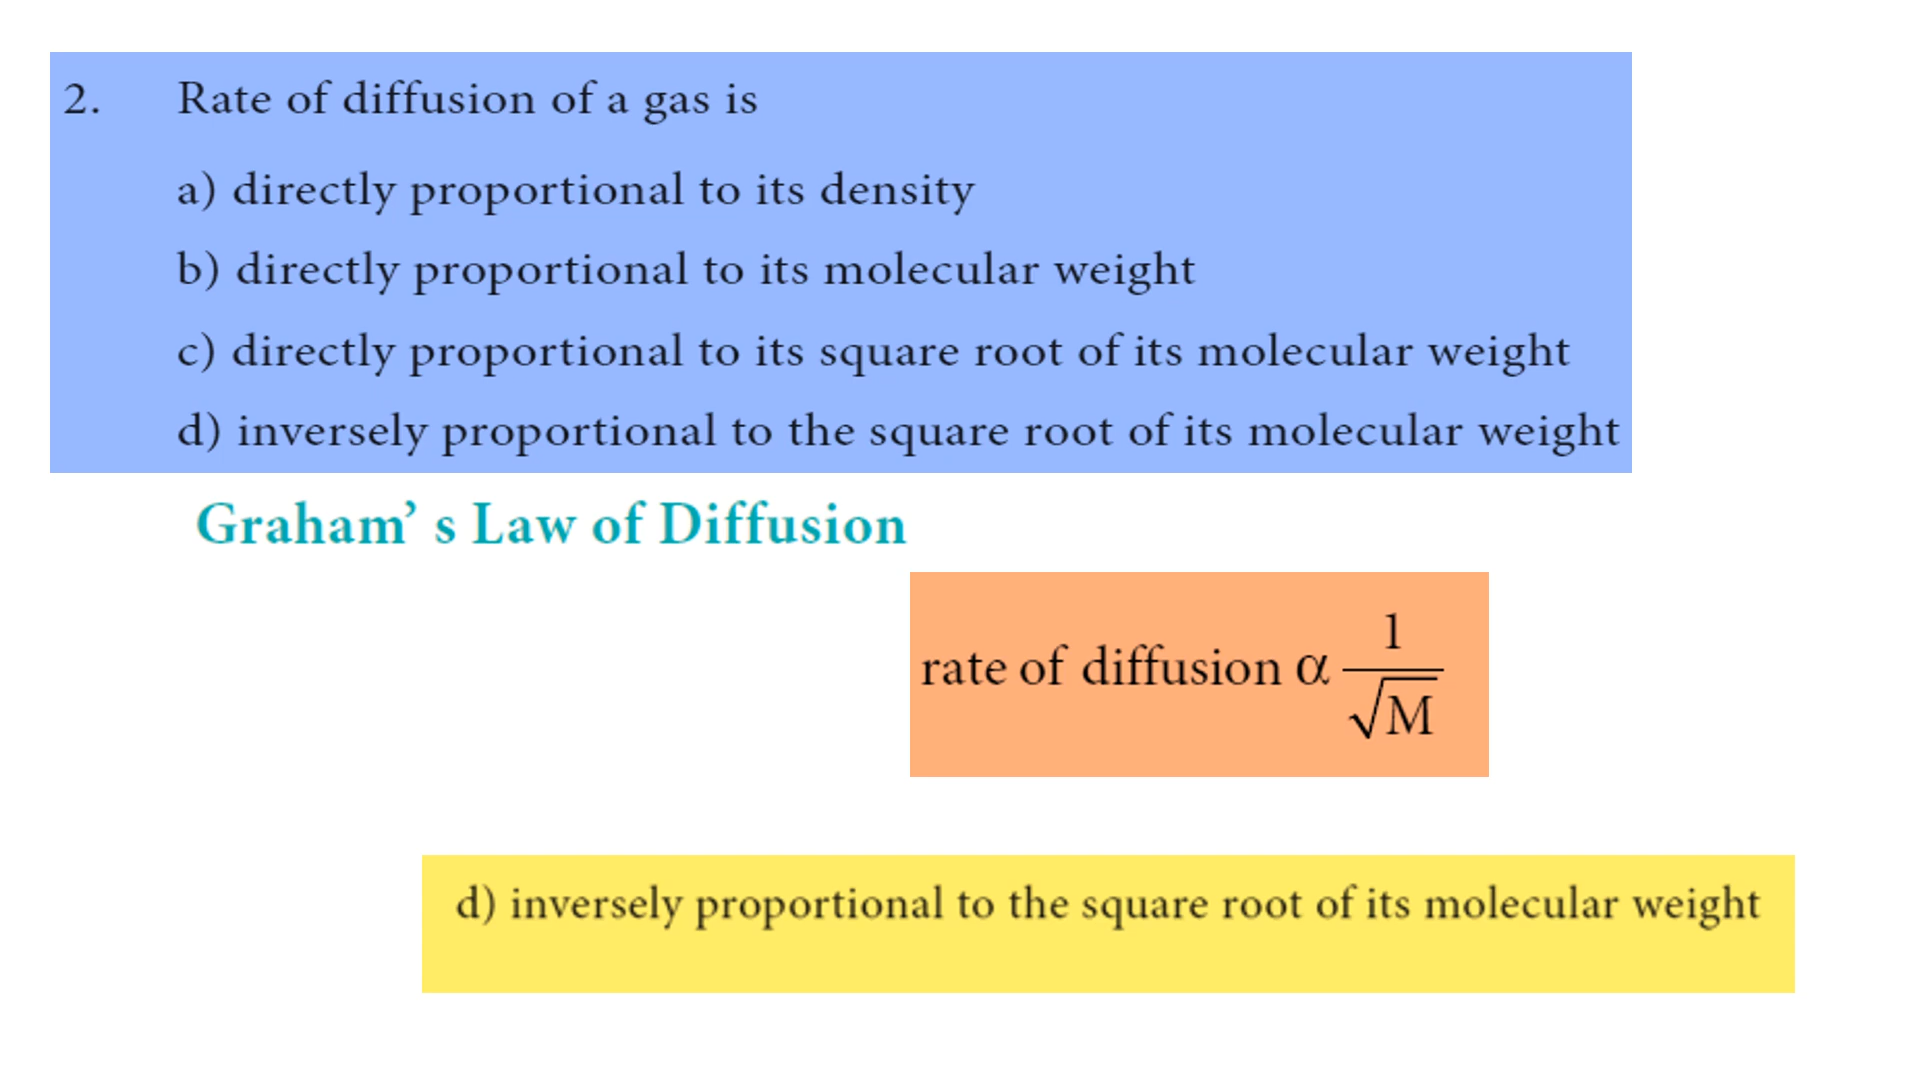 2. Rate of diffusion of a gas is
a) directly proportional to its density
b) directly proportional to its molecular weight
c) directly proportional to its square root of its molecular weight
d) inversely proportional to the square root of its molecular weight
Graham’ s Law of Diffusion
rate of diffusion α 1/√M
d) inversely proportional to the square root of its molecular weight